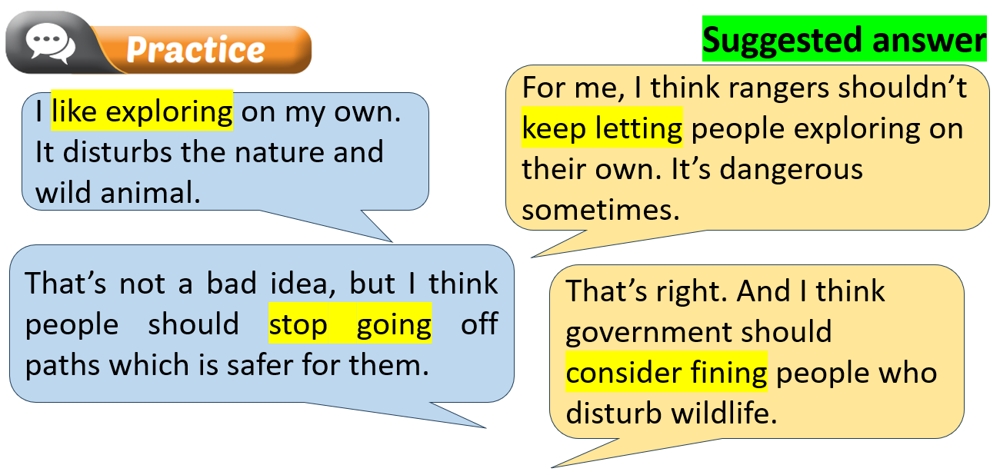 Practice
Suggested answer
I like exploring on my own.
It disturbs the nature and
wild animal.
For me, I think rangers shouldn’t
keep letting people exploring on
their own. It’s dangerous
sometimes.
That’s not a bad idea, but I think
people should stop going off
paths which is safer for them.
That’s right. And I think
government should
consider fining people who
disturb wildlife.